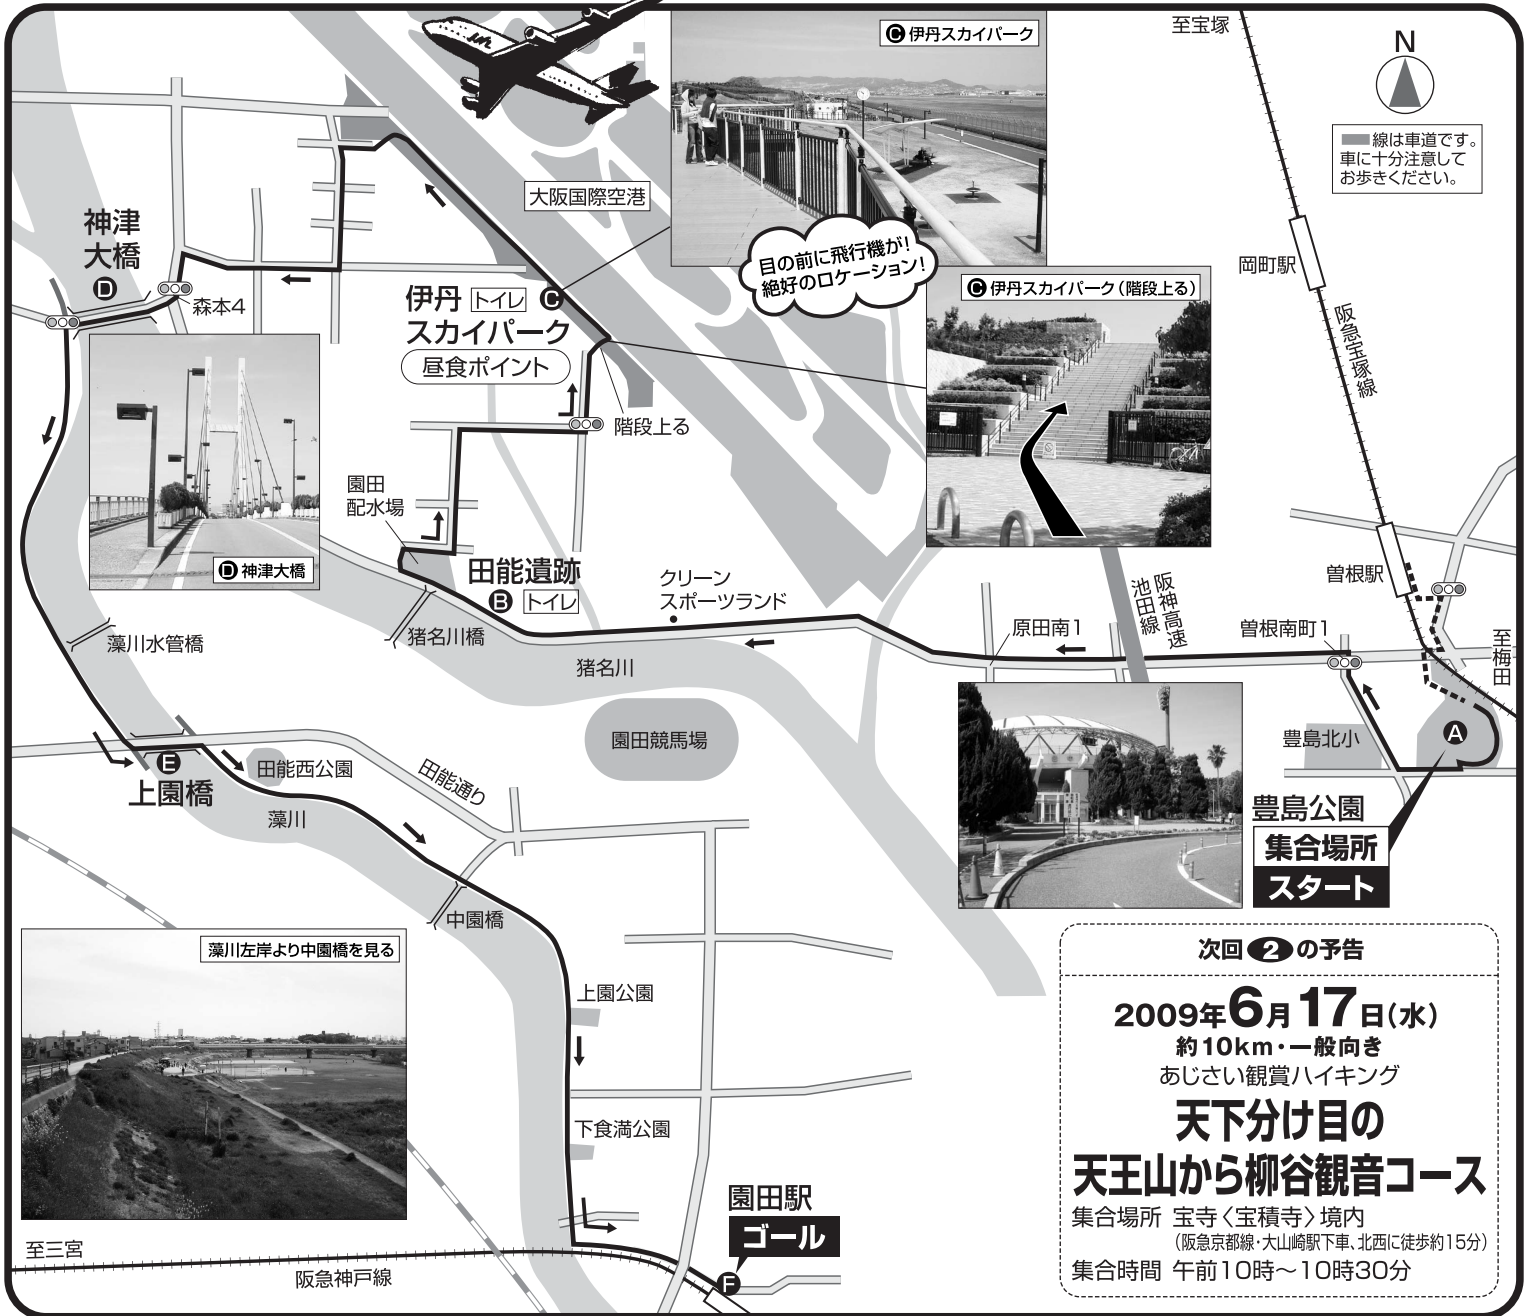 C 伊丹スカイパーク
至宝塚
N
線は車道です。
車に十分注意して
お歩きください。
大阪国際空港
目の前に飛行機が!
絶好のロケーション!
神津
大橋
D
森本4
伊丹
トイレ
C
スカイパーク
昼食ポイント
C 伊丹スカイパーク(階段上る)
岡町駅
阪急宝塚線
階段上る
園田
配水場
D 神津大橋
田能遺跡
B
トイレ
クリーン
スポーツランド
曽根駅
阪神高速
池田線
原田南1
曽根南町1
至梅田
藻川水管橋
猪名川橋
猪名川
園田競馬場
豊島北小
A
E
上園橋
田能西公園
田能通り
藻川
豊島公園
集合場所
スタート
中園橋
藻川左岸より中園橋を見る
上園公園
下食満公園
園田駅
ゴール
F
至三宮
阪急神戸線
次回2の予告
2009年6月17日(水)
約10km・一般向き
あじさい観賞ハイキング
天下分け目の
天王山から柳谷観音コース
集合場所 宝寺〈宝積寺〉境内
(阪急京都線・大山崎駅下車、北西に徒歩約15分)
集合時間 午前10時〜10時30分